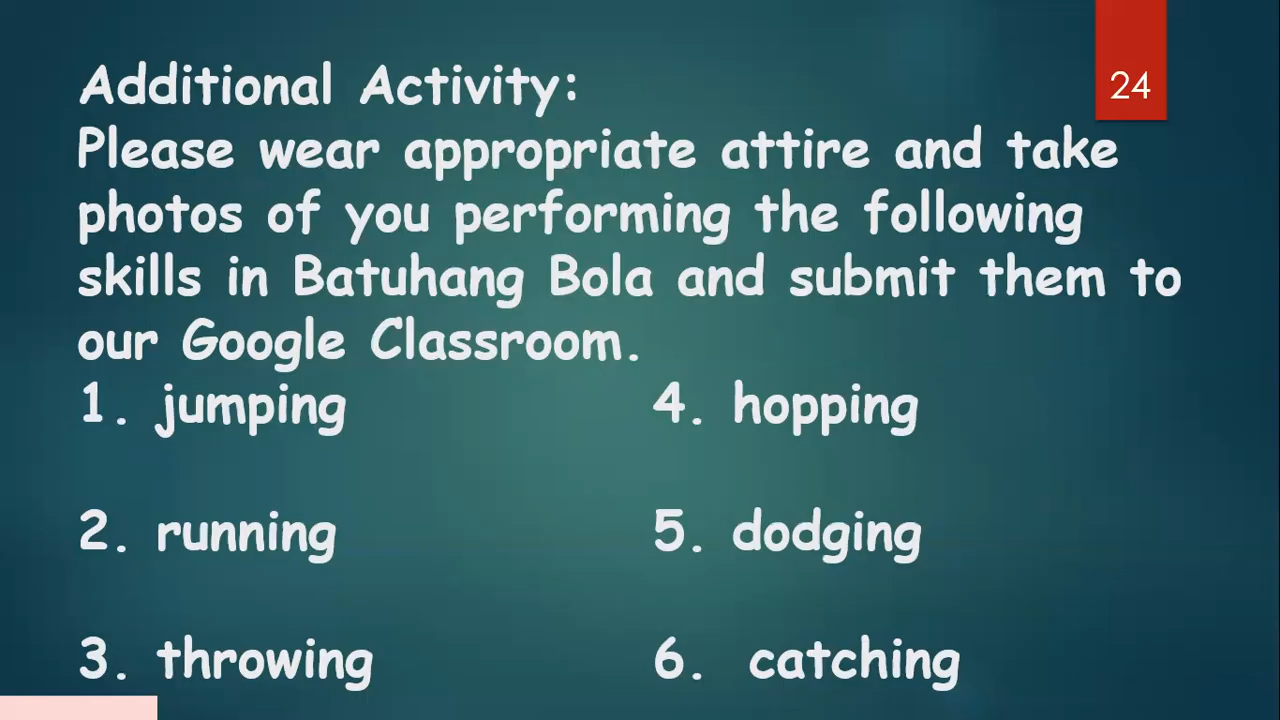 24
Additional Activity:
Please wear appropriate attire and take
photos of you performing the following
skills in Batuhang Bola and submit them to
our Google Classroom.
1. jumping 4. hopping
2. running 5. dodging
3. throwing 6. catching